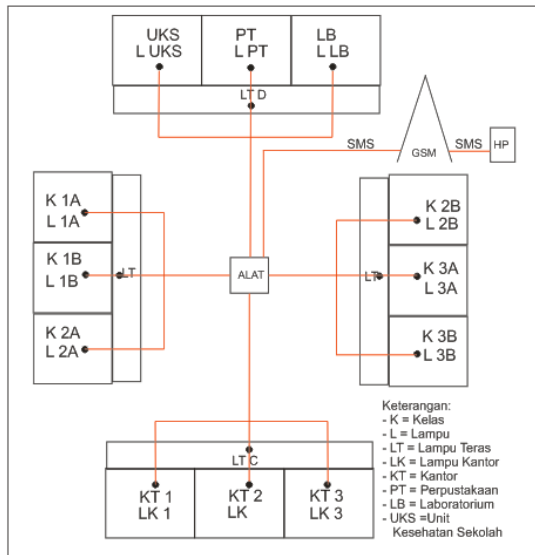 UKS
L UKS
PT
L PT
LB
L LB
LT D
SMS
GSM
SMS
HP
K 1A
L 1A
K 1B
L 1B
K 2A
L 2A
LT
ALAT
LT
K 2B
L 2B
K 3A
L 3A
K 3B
L 3B
LT C
KT 1
LK 1
KT 2
LK
KT 3
LK 3
Keterangan:
- K = Kelas
- L = Lampu
- LT = Lampu Teras
- LK = Lampu Kantor
- KT = Kantor
- PT = Perpustakaan
- LB = Laboratorium
- UKS =Unit
Kesehatan Sekolah